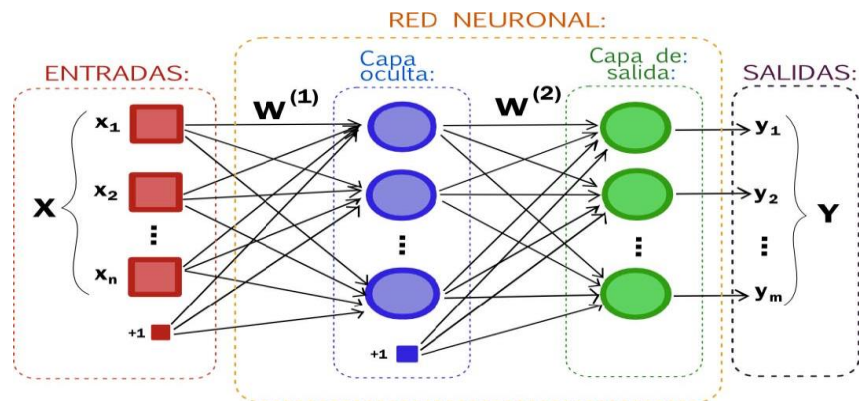 RED NEURONAL:
ENTRADAS:
Capa
oculta:
Capa de:
salida:
SALIDAS:
W(1)
W(2)
X
x1
x2
...
xn
+1
...
+1
...
y1
y2
...
ym
Y